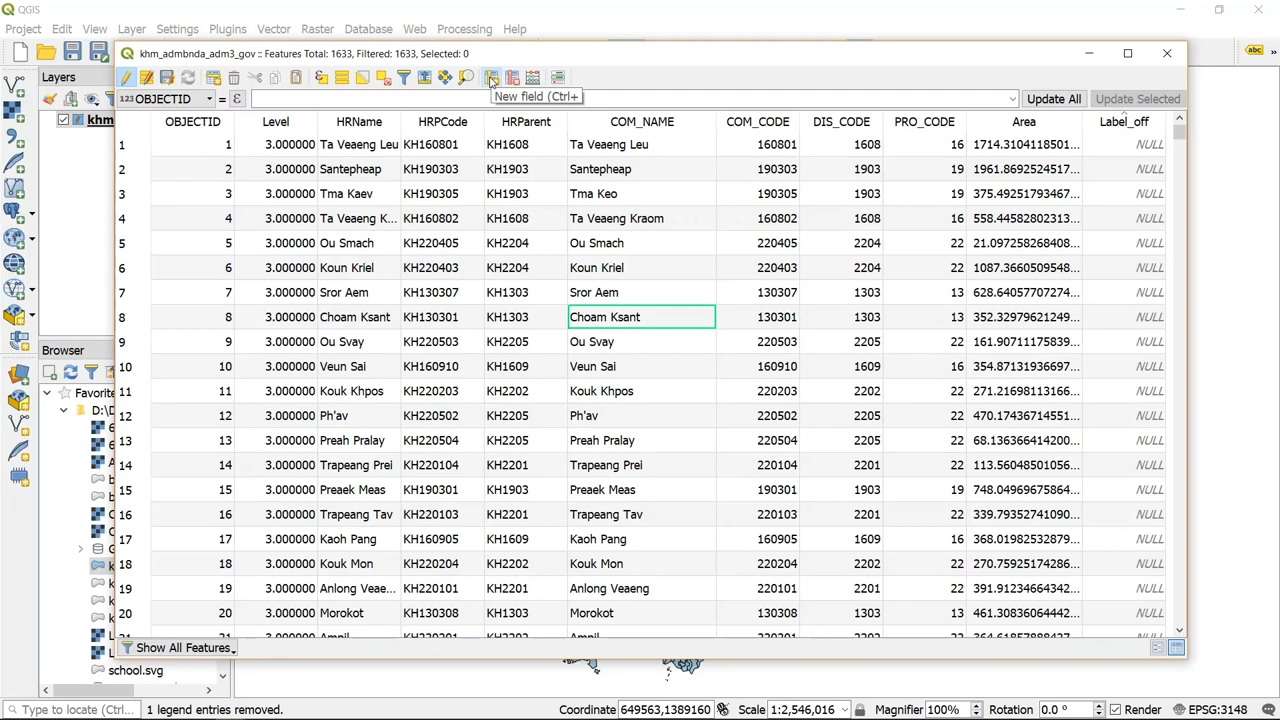 QGIS
Project Edit View Layer Settings Plugins Vector Raster Database Web Processing Help
khm_admbnda_adm3_gov :: Features Total: 1633, Filtered: 1633, Selected: 0
abc
Layers
New field (Ctrl+
123 OBJECTID = ε Update All Update Selected
khm
OBJECTID Level HRName HRPCode HRParent COM_NAME COM_CODE DIS_CODE PRO_CODE Area Label_off
1 1 3.000000 Ta Veaeng Leu KH160801 KH1608 Ta Veaeng Leu 160801 1608 16 1714.3104118501... NULL
2 2 3.000000 Santepheap KH190303 KH1903 Santepheap 190303 1903 19 1961.8692524517... NULL
3 3 3.000000 Tma Kaev KH190305 KH1903 Tma Keo 190305 1903 19 375.49251793467... NULL
4 4 3.000000 Ta Veaeng K... KH160802 KH1608 Ta Veaeng Kraom 160802 1608 16 558.44582802313... NULL
5 5 3.000000 Ou Smach KH220405 KH2204 Ou Smach 220405 2204 22 21.097258268408... NULL
6 6 3.000000 Koun Kriel KH220403 KH2204 Koun Kriel 220403 2204 22 1087.3660509548... NULL
7 7 3.000000 Sror Aem KH130307 KH1303 Sror Aem 130307 1303 13 628.64057707274... NULL
8 8 3.000000 Choam Ksant KH130301 KH1303 Choam Ksant 130301 1303 13 352.32979621249... NULL
9 9 3.000000 Ou Svay KH220503 KH2205 Ou Svay 220503 2205 22 161.90711175839... NULL
10 10 3.000000 Veun Sai KH160910 KH1609 Veun Sai 160910 1609 16 354.87131936697... NULL
11 11 3.000000 Kouk Khpos KH220203 KH2202 Kouk Khpos 220203 2202 22 271.21698113166... NULL
12 12 3.000000 Ph'av KH220502 KH2205 Ph'av 220502 2205 22 470.17436714551... NULL
13 13 3.000000 Preah Pralay KH220504 KH2205 Preah Pralay 220504 2205 22 68.136366414200... NULL
14 14 3.000000 Trapeang Prei KH220104 KH2201 Trapeang Prei 220104 2201 22 113.56048501056... NULL
15 15 3.000000 Preaek Meas KH190301 KH1903 Preaek Meas 190301 1903 19 748.04969675864... NULL
16 16 3.000000 Trapeang Tav KH220103 KH2201 Trapeang Tav 220103 2201 22 339.79352741090... NULL
17 17 3.000000 Kaoh Pang KH160905 KH1609 Kaoh Pang 160905 1609 16 368.01982532879... NULL
18 18 3.000000 Kouk Mon KH220204 KH2202 Kouk Mon 220204 2202 22 270.75925174286... NULL
19 19 3.000000 Anlong Veae... KH220101 KH2201 Anlong Veaeng 220101 2201 22 391.91234664342... NULL
20 20 3.000000 Morokot KH130308 KH1303 Morokot 130308 1303 13 461.30836064442... NULL
21 21 3.000000 Ampil KH220201 KH2202 Ampil 220201 2202 22 364.61857888427... NULL
Browser
Favorite
D:\D
Show All Features
school.svg
Type to locate (Ctrl... 1 legend entries removed. Coordinate 649563,1389160 Scale 1:2,546,016 Magnifier 100% Rotation 0.0 ° Render EPSG:3148